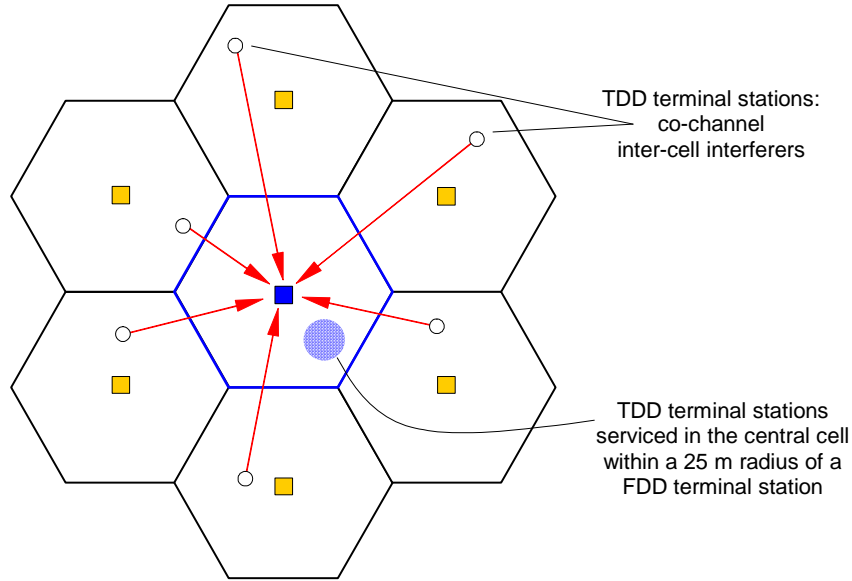 TDD terminal stations:
co-channel
inter-cell interferers
TDD terminal stations
serviced in the central cell
within a 25 m radius of a
FDD terminal station